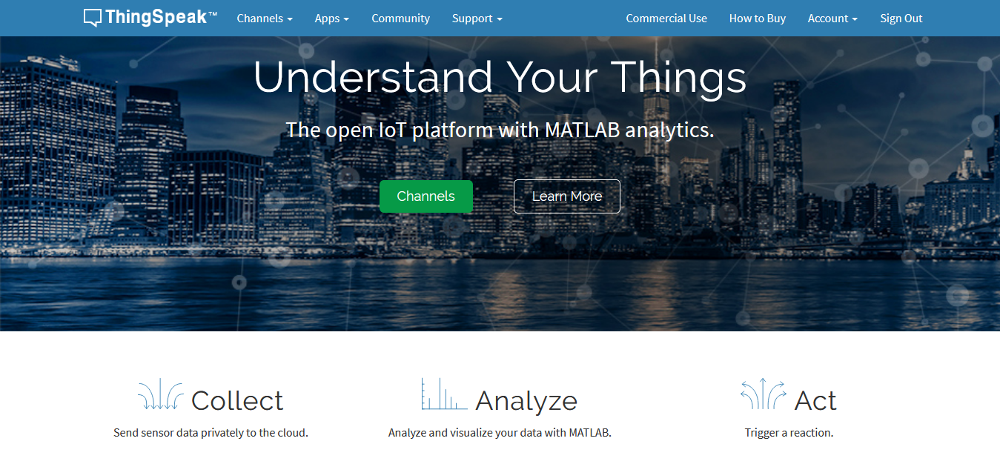 ThingSpeak™ Channels Apps Community Support Commercial Use How to Buy Account Sign Out
Understand Your Things
The open IoT platform with MATLAB analytics.
Channels Learn More
Collect Analyze Act
Send sensor data privately to the cloud. Analyze and visualize your data with MATLAB. Trigger a reaction.